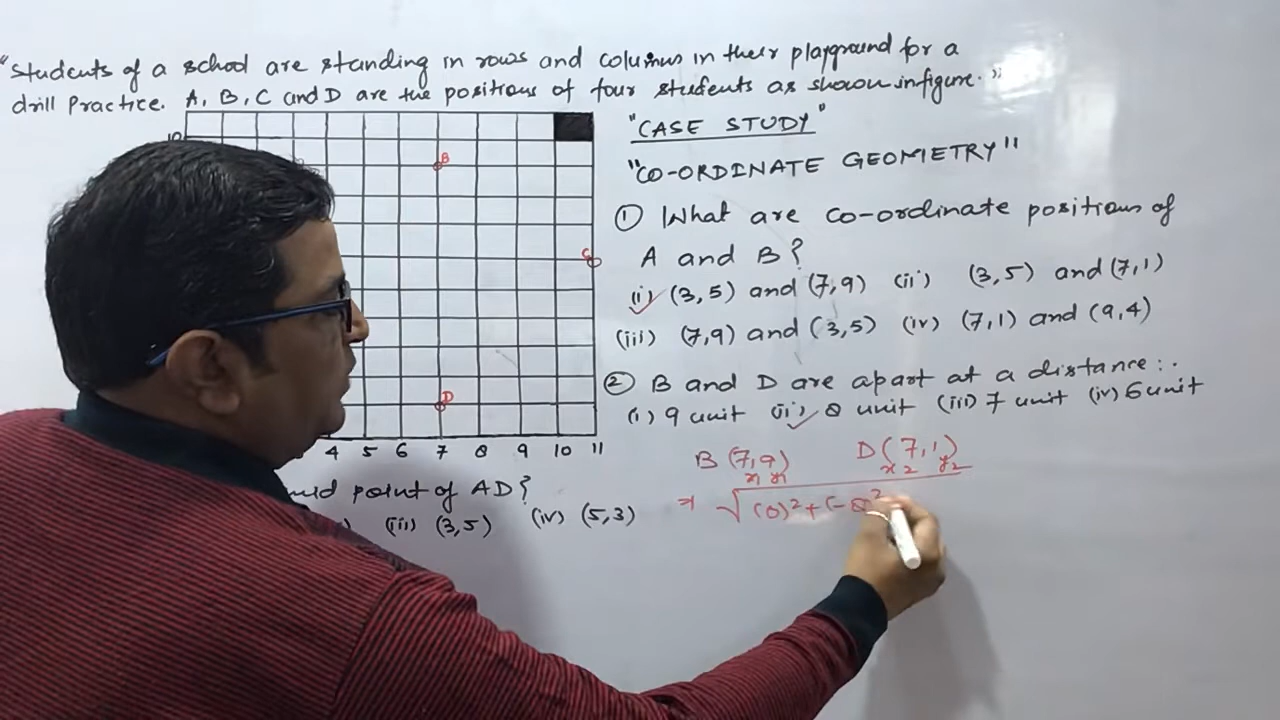 "Students of a school are standing in rows and columns in their playground for a
drill Practice. A, B, C and D are the positions of four students as shown in figure."
"CASE STUDY"
"CO-ORDINATE GEOMETRY"
① What are co-ordinate positions of
A and B?
(i) (3,5) and (7,9) (ii) (3,5) and (7,1)
(iii) (7,9) and (3,5) (iv) (7,1) and (9,4)
② B and D are apart at a distance:.
(i) 9 unit (ii) 8 unit (iii) 7 unit (iv) 6 unit
B (7,9) D (7,1)
x1 y1 x2 y2
√(0)²+(-8²
10
B
C
D
4 5 6 7 8 9 10 11
point of AD?
(iii) (3,5) (iv) (5,3)